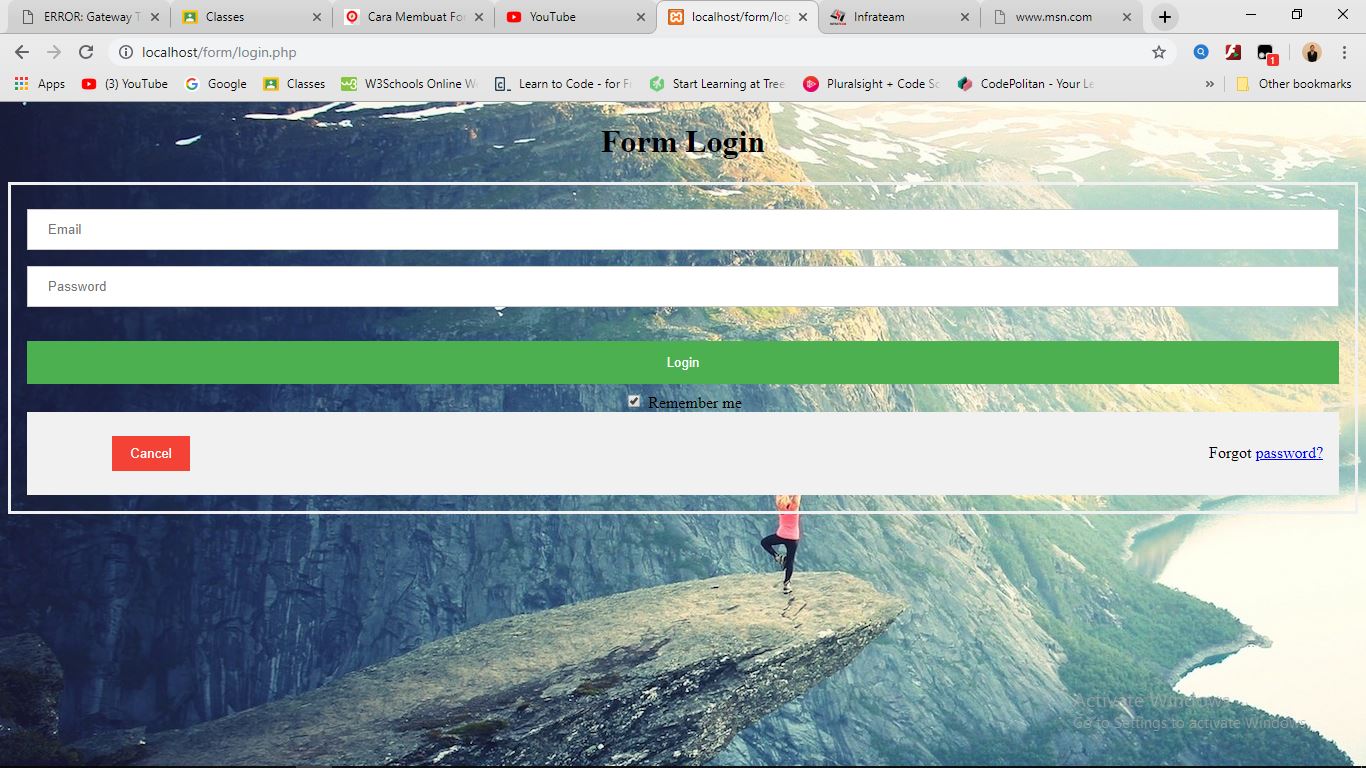 ERROR: Gateway T
Classes
Cara Membuat For
YouTube
localhost/form/log
Infrateam
www.msn.com
localhost/form/login.php
1
Apps
(3) YouTube
Google
Classes
W3Schools Online W
Learn to Code - for F
Start Learning at Tree
Pluralsight + Code Sc
CodePolitan - Your Le
Other bookmarks
Form Login
Email
Password
Login
Remember me
Cancel
Forgot password?
Activate Windows
Go to Settings to activate Windows.